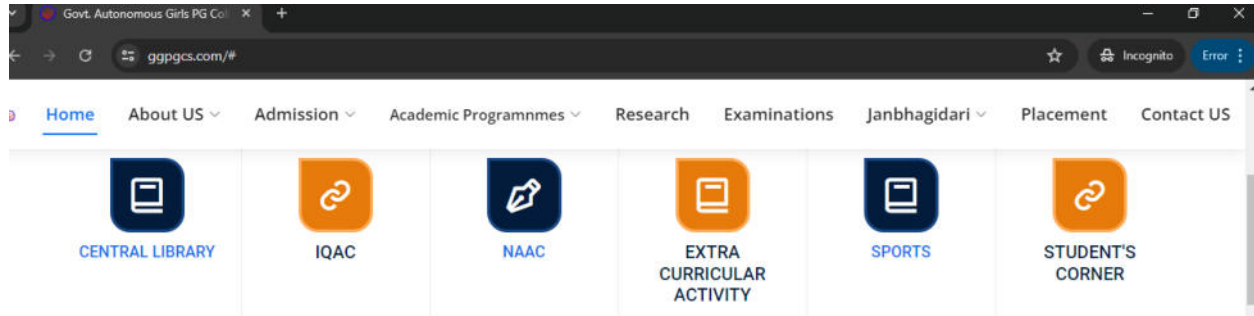 Govt. Autonomous Girls PG Col
ggpgcs.com/#
Incognito
Error
Home About US Admission Academic Programnmes Research Examinations Janbhagidari Placement Contact US
CENTRAL LIBRARY IQAC NAAC EXTRA SPORTS STUDENT'S
CURRICULAR CORNER
ACTIVITY